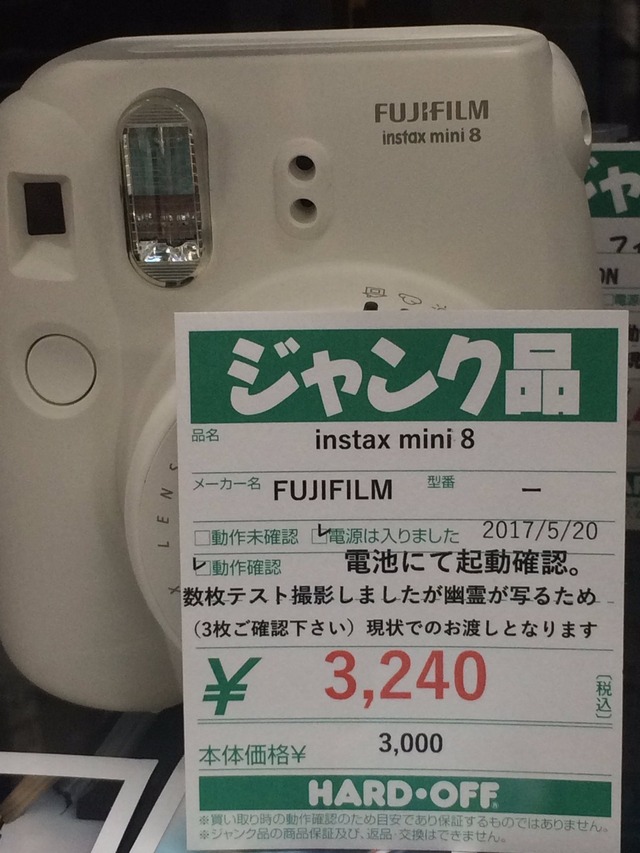 FUJIFILM
instax mini 8
LENS
ジャ
ジャンク品
品名 instax mini 8
メーカー名 FUJIFILM 型番 ー
□動作未確認 ☑電源は入りました 2017/5/20
☑動作確認 電池にて起動確認。
数枚テスト撮影しましたが幽霊が写るため
（3枚ご確認下さい）現状でのお渡しとなります
¥ 3,240 〔税込〕
本体価格¥ 3,000
HARD・OFF
※買い取り時の動作確認のため目安であり保証するものではありません。
※ジャンク品の商品保証及び、返品・交換はできません。